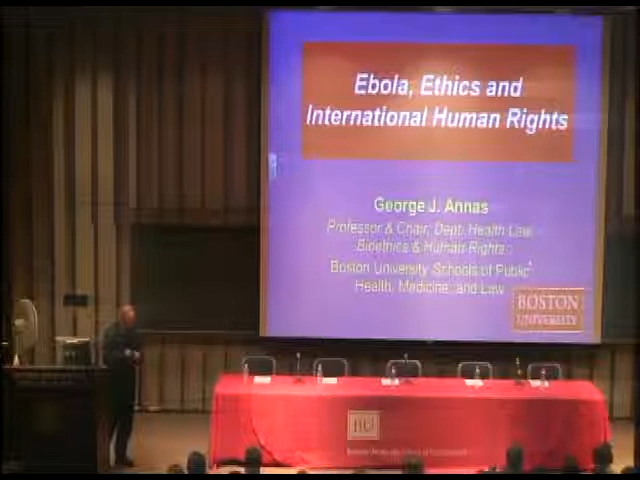 Ebola, Ethics and
International Human Rights
George J. Annas
Professor & Chair, Dept. Health Law,
Bioethics & Human Rights
Boston University Schools of Public
Health, Medicine, and Law
BOSTON
UNIVERSITY
BU